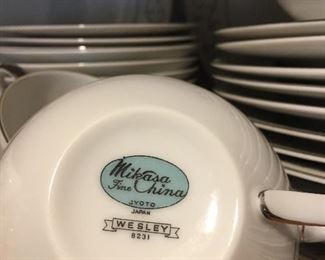 Mikasa
Fine China
JYOTO
JAPAN
WESLEY
8231